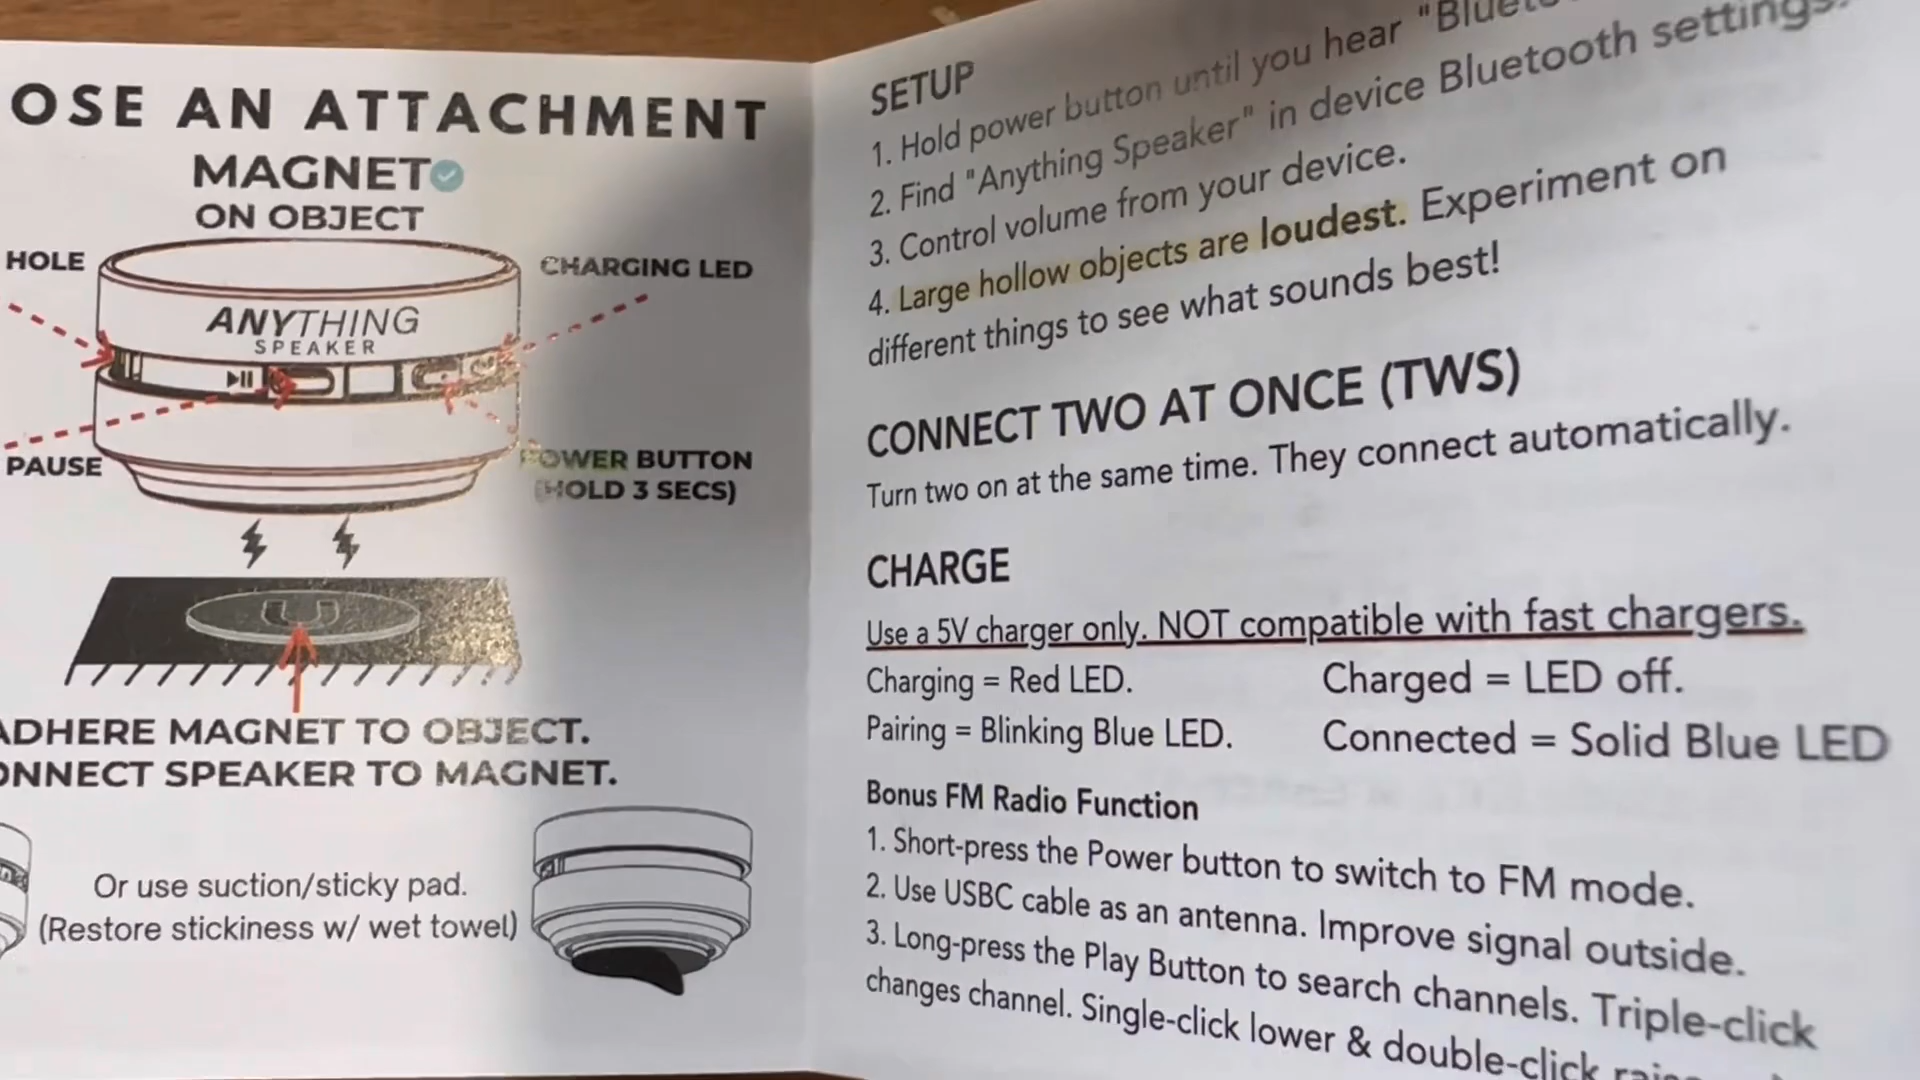 OSE AN ATTACHMENT
MAGNET
ON OBJECT
HOLE
CHARGING LED
ANYTHING
SPEAKER
PAUSE
POWER BUTTON
(HOLD 3 SECS)
ADHERE MAGNET TO OBJECT.
ONNECT SPEAKER TO MAGNET.
Or use suction/sticky pad.
(Restore stickiness w/ wet towel)
SETUP
1. Hold power button until you hear "Blueto
2. Find "Anything Speaker" in device Bluetooth settings.
3. Control volume from your device.
4. Large hollow objects are loudest. Experiment on
different things to see what sounds best!
CONNECT TWO AT ONCE (TWS)
Turn two on at the same time. They connect automatically.
CHARGE
Use a 5V charger only. NOT compatible with fast chargers.
Charging = Red LED. Charged = LED off.
Pairing = Blinking Blue LED. Connected = Solid Blue LED
Bonus FM Radio Function
1. Short-press the Power button to switch to FM mode.
2. Use USBC cable as an antenna. Improve signal outside.
3. Long-press the Play Button to search channels. Triple-click
changes channel. Single-click lower & double-click